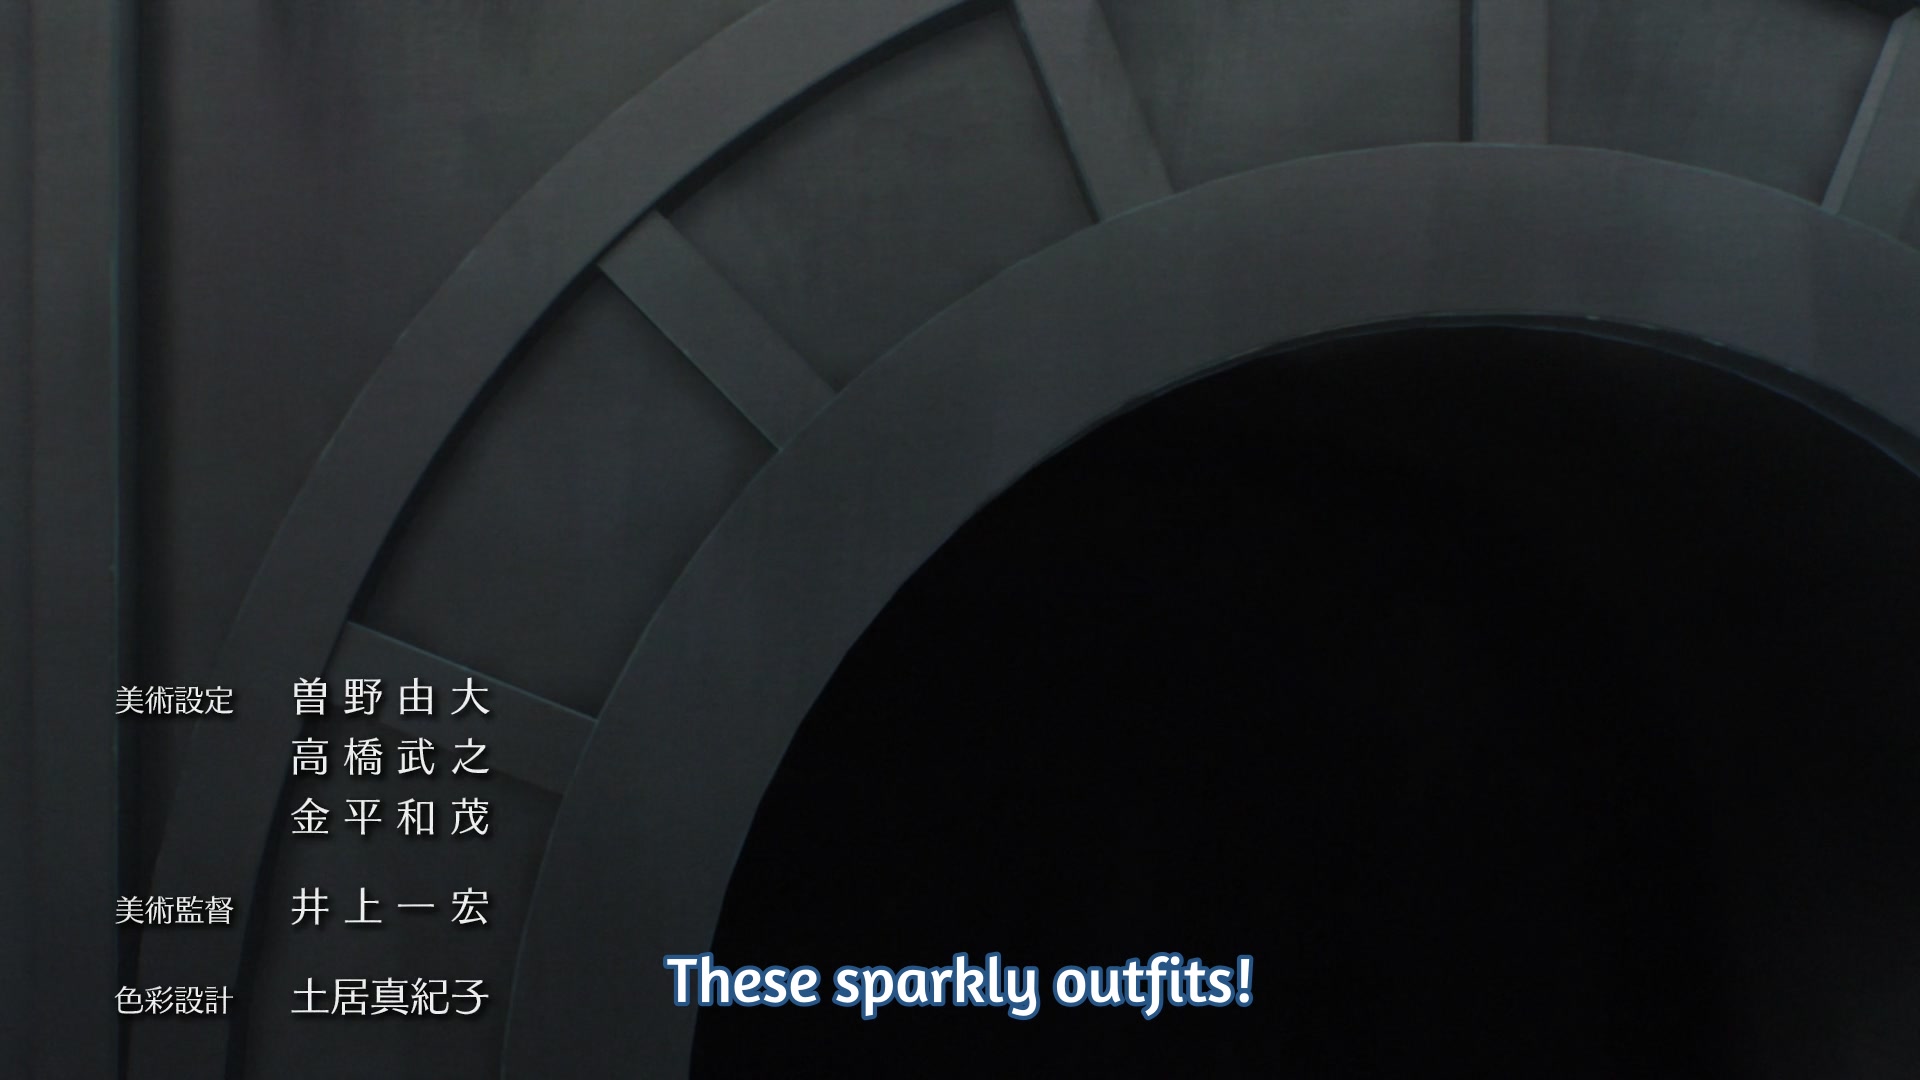 美術設定 曽野由大
高橋武之
金平和茂
美術監督 井上一宏
色彩設計 土居真紀子
These sparkly outfits!